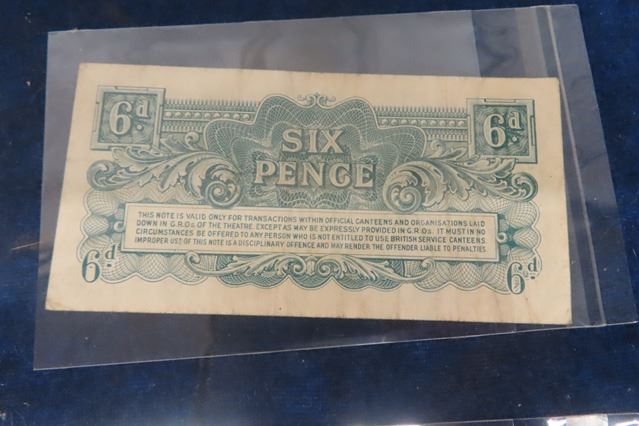 6d
6d
SIX
PENCE
THIS NOTE IS VALID ONLY FOR TRANSACTIONS WITHIN OFFICIAL CANTEENS AND ORGANISATIONS LAID
DOWN IN G.R.Os. OF THE THEATRE. EXCEPT AS MAY BE EXPRESSLY PROVIDED IN G.R.Os. IT MUST IN NO
CIRCUMSTANCES BE OFFERED TO ANY PERSON WHO IS NOT ENTITLED TO USE BRITISH SERVICE CANTEENS.
IMPROPER USE OF THIS NOTE IS A DISCIPLINARY OFFENCE AND MAY RENDER THE OFFENDER LIABLE TO PENALTIES.
6d
6d